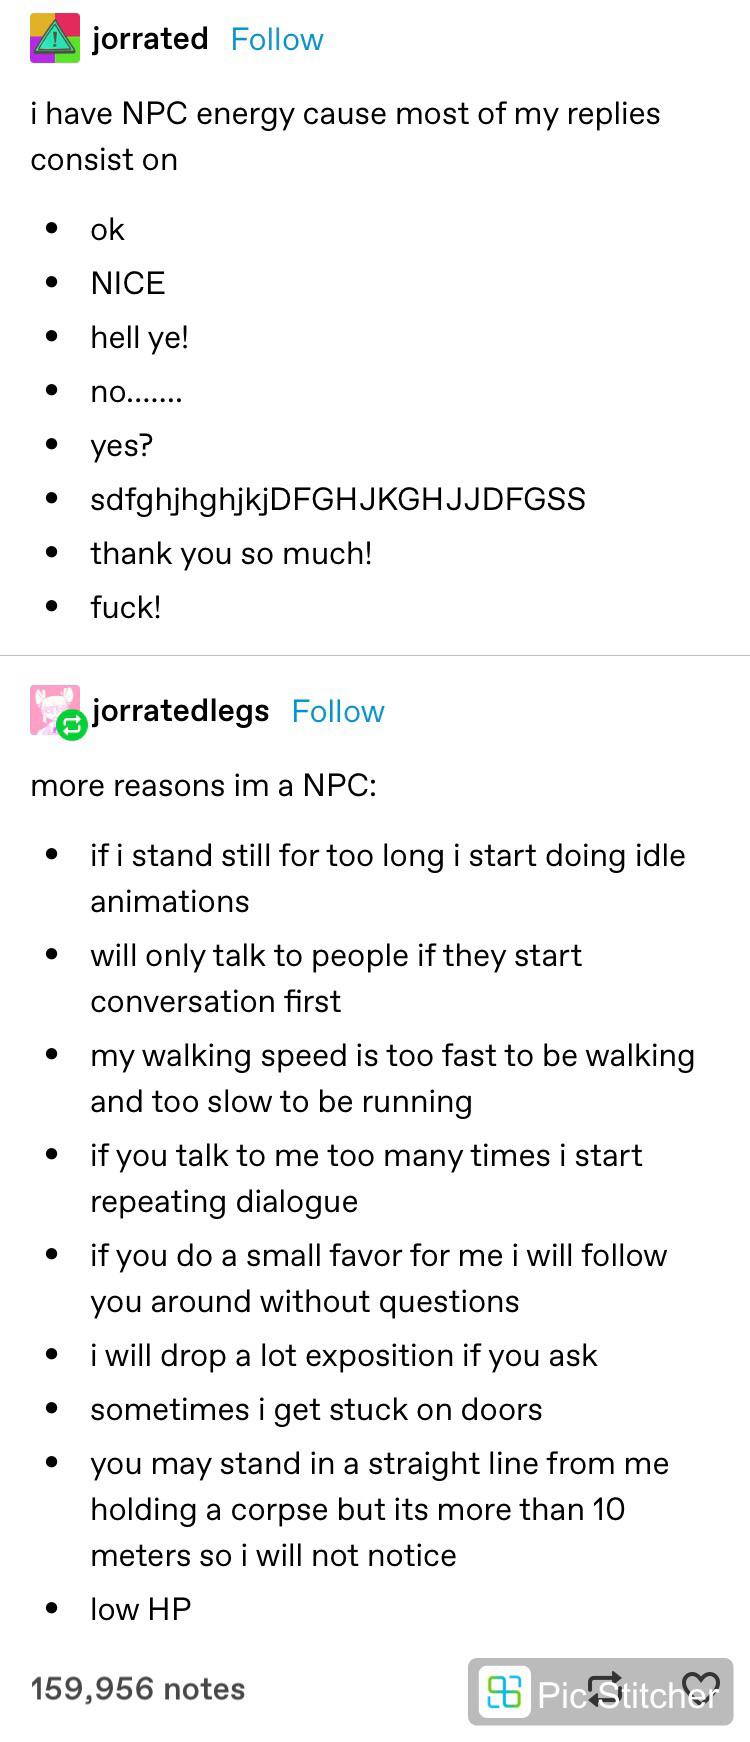 jorrated Follow
i have NPC energy cause most of my replies
consist on
• ok
• NICE
• hell ye!
• no.......
• yes?
• sdfghjhghjkjDFGHJKGHJJDFGSS
• thank you so much!
• fuck!
jorratedlegs Follow
more reasons im a NPC:
• if i stand still for too long i start doing idle
animations
• will only talk to people if they start
conversation first
• my walking speed is too fast to be walking
and too slow to be running
• if you talk to me too many times i start
repeating dialogue
• if you do a small favor for me i will follow
you around without questions
• i will drop a lot exposition if you ask
• sometimes i get stuck on doors
• you may stand in a straight line from me
holding a corpse but its more than 10
meters so i will not notice
• low HP
159,956 notes
Pic Stitcher